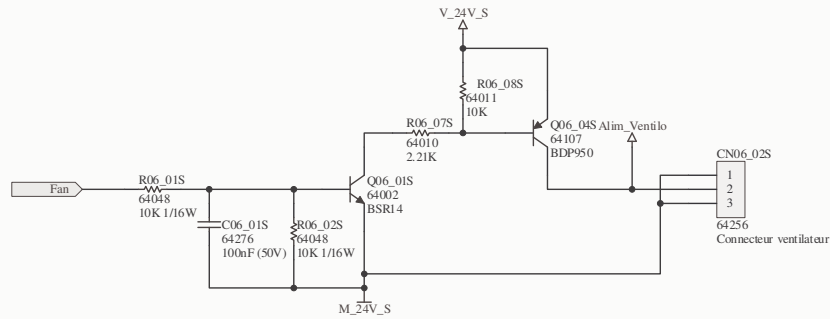 V_24V_S
R06_08S
64011
10K
R06_07S
64010
2.21K
Q06_04S
64107
BDP950
Alim_Ventilo
CN06_02S
1
2
3
64256
Connecteur ventilateur
Fan
R06_01S
64048
10K 1/16W
Q06_01S
64002
BSR14
C06_01S
64276
100nF (50V)
R06_02S
64048
10K 1/16W
M_24V_S